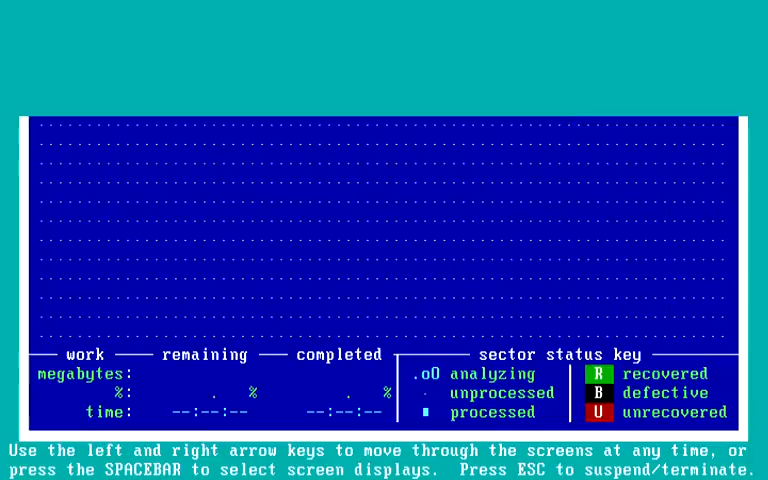 work remaining completed sector status key
megabytes: .oO analyzing R recovered
%: . % . % · unprocessed B defective
time: --:--:-- --:--:-- ■ processed U unrecovered
Use the left and right arrow keys to move through the screens at any time, or
press the SPACEBAR to select screen displays. Press ESC to suspend/terminate.